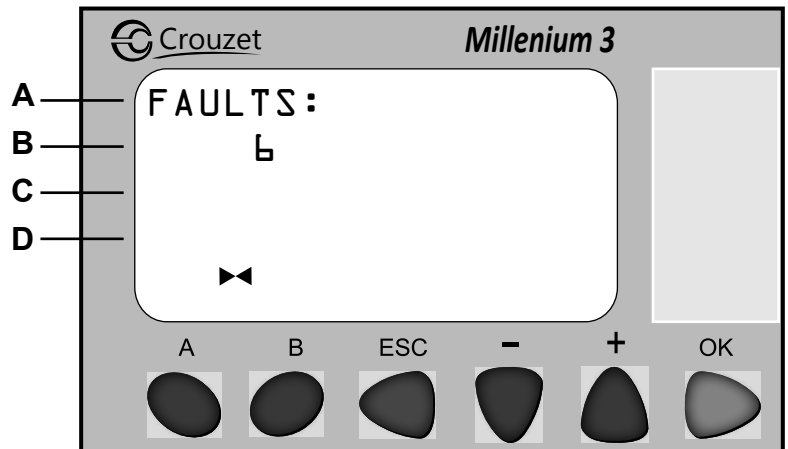 Crouzet Millenium 3
A FAULTS:
B 6
C
D
A B ESC - + OK